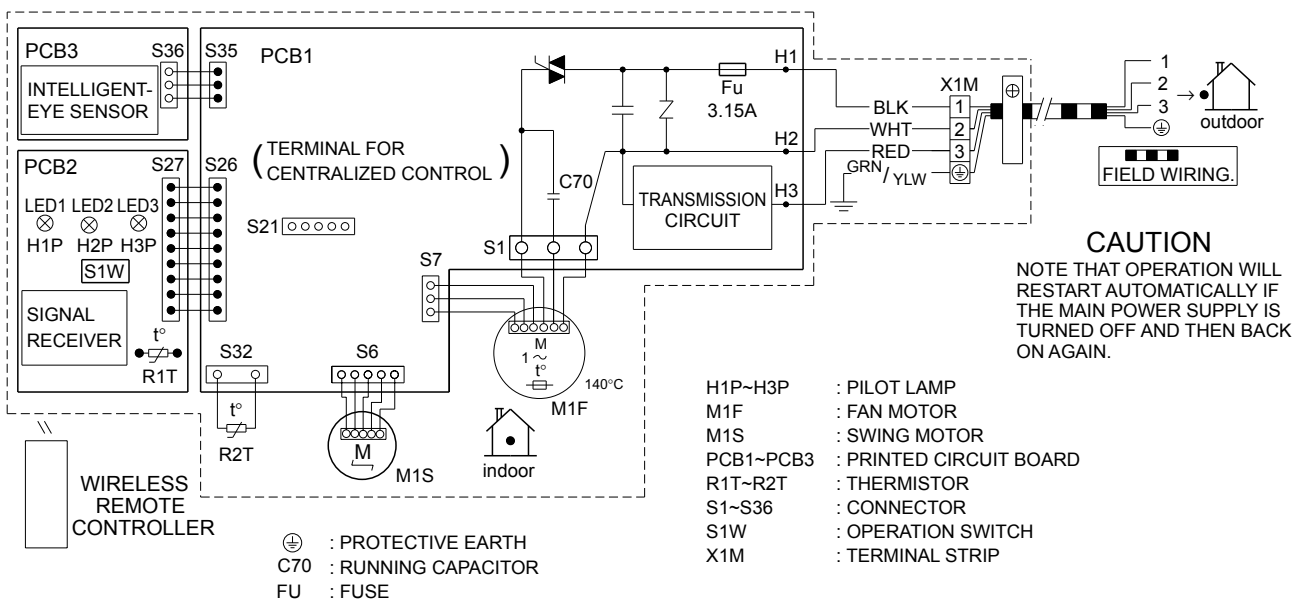 PCB3
S36
S35
PCB1
INTELLIGENT-
EYE SENSOR
PCB2
S27
S26
LED1 LED2 LED3
H1P
H2P
H3P
S1W
SIGNAL
RECEIVER
t°
R1T
(TERMINAL FOR
CENTRALIZED CONTROL)
S21
S7
S32
t°
R2T
S6
M
M1S
S1
C70
M
1 ~
t°
140°C
M1F
indoor
Fu
3.15A
H1
H2
H3
TRANSMISSION
CIRCUIT
BLK
WHT
RED
GRN/YLW
X1M
1
2
3
1
2
3
outdoor
FIELD WIRING.
CAUTION
NOTE THAT OPERATION WILL
RESTART AUTOMATICALLY IF
THE MAIN POWER SUPPLY IS
TURNED OFF AND THEN BACK
ON AGAIN.
WIRELESS
REMOTE
CONTROLLER
: PROTECTIVE EARTH
C70 : RUNNING CAPACITOR
FU : FUSE
H1P~H3P : PILOT LAMP
M1F : FAN MOTOR
M1S : SWING MOTOR
PCB1~PCB3 : PRINTED CIRCUIT BOARD
R1T~R2T : THERMISTOR
S1~S36 : CONNECTOR
S1W : OPERATION SWITCH
X1M : TERMINAL STRIP